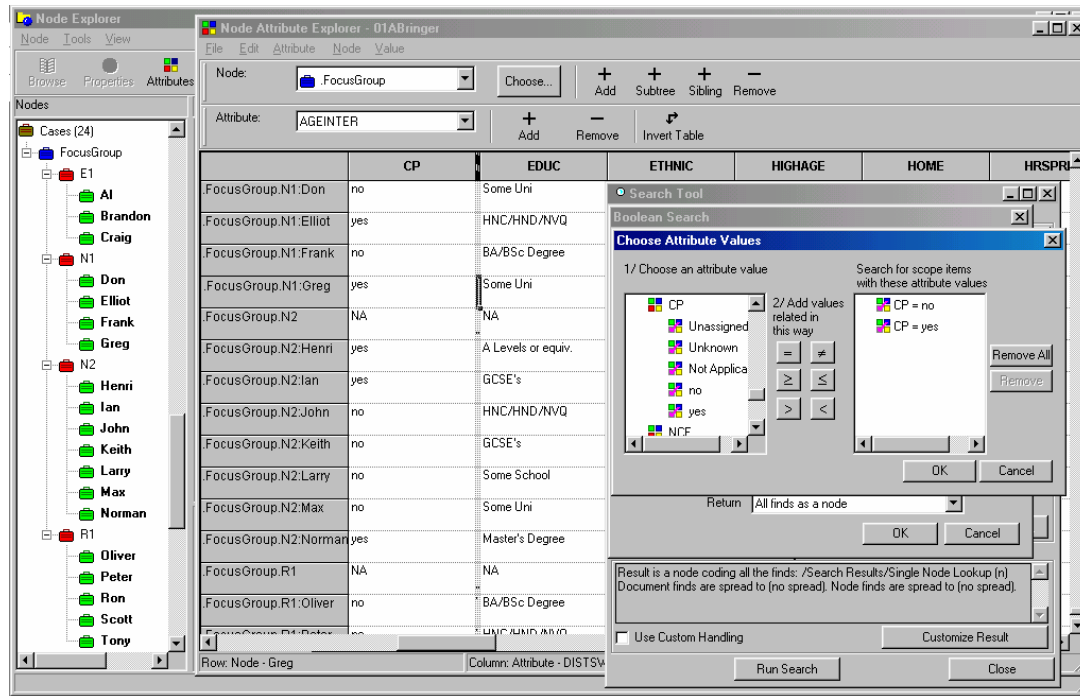 Node Explorer
Node Tools View
Browse Properties Attributes
Nodes
Cases (24)
FocusGroup
E1
Al
Brandon
Craig
N1
Don
Elliot
Frank
Greg
N2
Henri
Ian
John
Keith
Larry
Max
Norman
R1
Oliver
Peter
Ron
Scott
Tony
Node Attribute Explorer - 01ABringer
File Edit Attribute Node Value
Node: .FocusGroup Choose... Add Subtree Sibling Remove
Attribute: AGEINTER Add Remove Invert Table
CP EDUC ETHNIC HIGHAGE HOME HRSPRI
.FocusGroup.N1:Don no Some Uni
.FocusGroup.N1:Elliot yes HNC/HND/NVQ
.FocusGroup.N1:Frank no BA/BSc Degree
.FocusGroup.N1:Greg yes Some Uni
.FocusGroup.N2 NA NA
.FocusGroup.N2:Henri yes A Levels or equiv.
.FocusGroup.N2:Ian yes GCSE's
.FocusGroup.N2:John no HNC/HND/NVQ
.FocusGroup.N2:Keith no GCSE's
.FocusGroup.N2:Larry no Some School
.FocusGroup.N2:Max no Some Uni
.FocusGroup.N2:Norman yes Master's Degree
.FocusGroup.R1 NA NA
.FocusGroup.R1:Oliver no BA/BSc Degree
.FocusGroup.R1:Peter no HNC/HND/NVQ
Row: Node - Greg Column: Attribute - DISTSV
Search Tool
Boolean Search
Choose Attribute Values
1/ Choose an attribute value
CP
Unassigned
Unknown
Not Applica
no
yes
NCF
2/ Add values
related in
this way
= ≠
≥ ≤
> <
Search for scope items
with these attribute values
CP = no
CP = yes
Remove All
Remove
OK Cancel
Return All finds as a node
OK Cancel
Result is a node coding all the finds: /Search Results/Single Node Lookup (n)
Document finds are spread to (no spread). Node finds are spread to (no spread).
Use Custom Handling Customize Result
Run Search Close